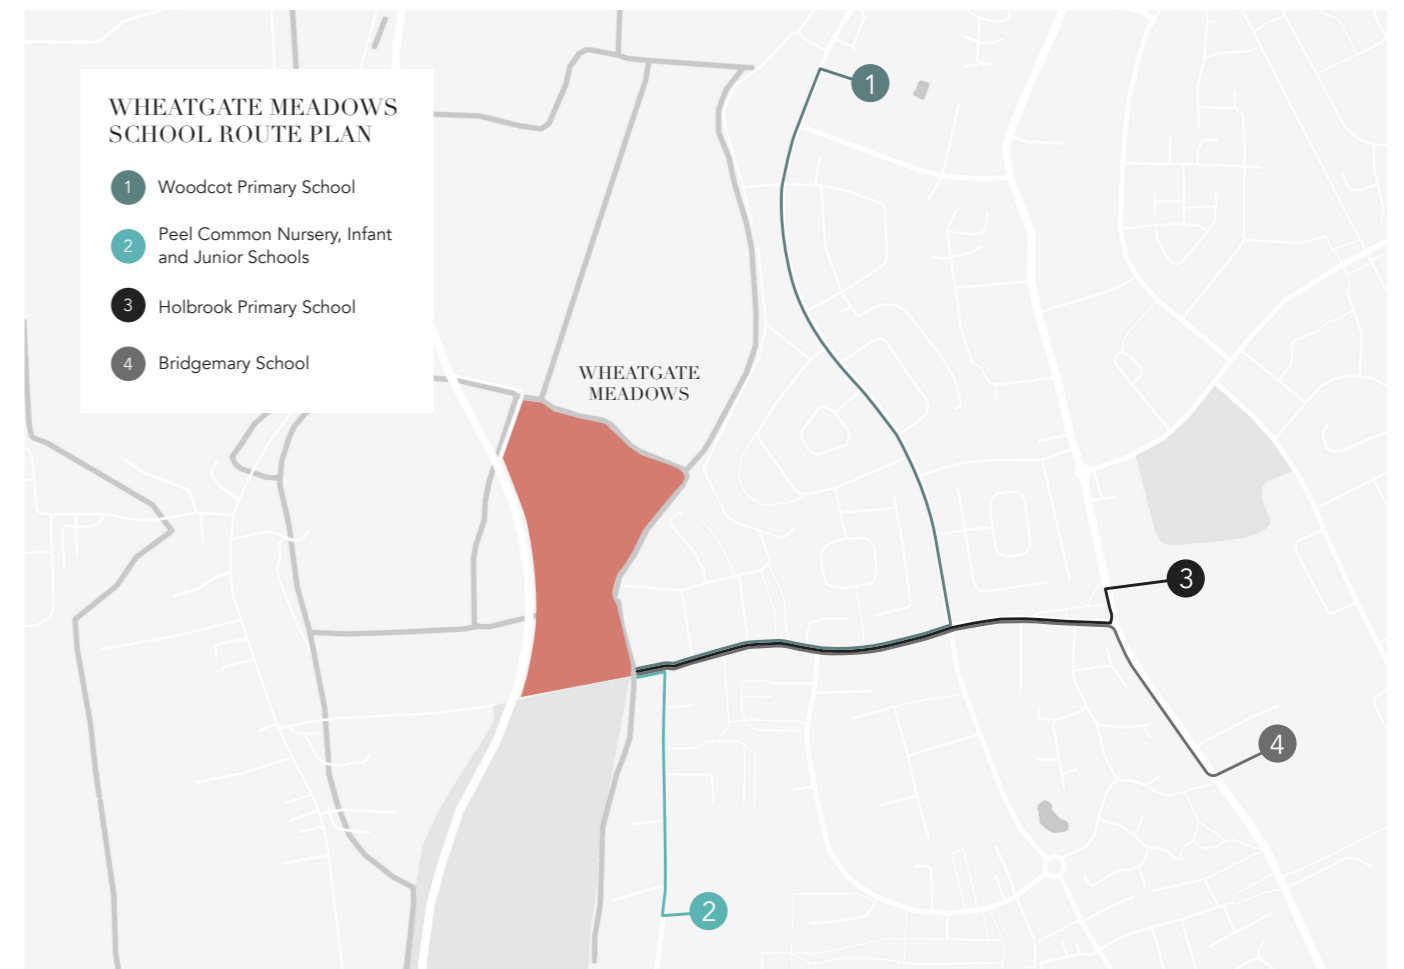 WHEATGATE MEADOWS
SCHOOL ROUTE PLAN
1 Woodcot Primary School
2 Peel Common Nursery, Infant
and Junior Schools
3 Holbrook Primary School
4 Bridgemary School
1
WHEATGATE
MEADOWS
3
4
2